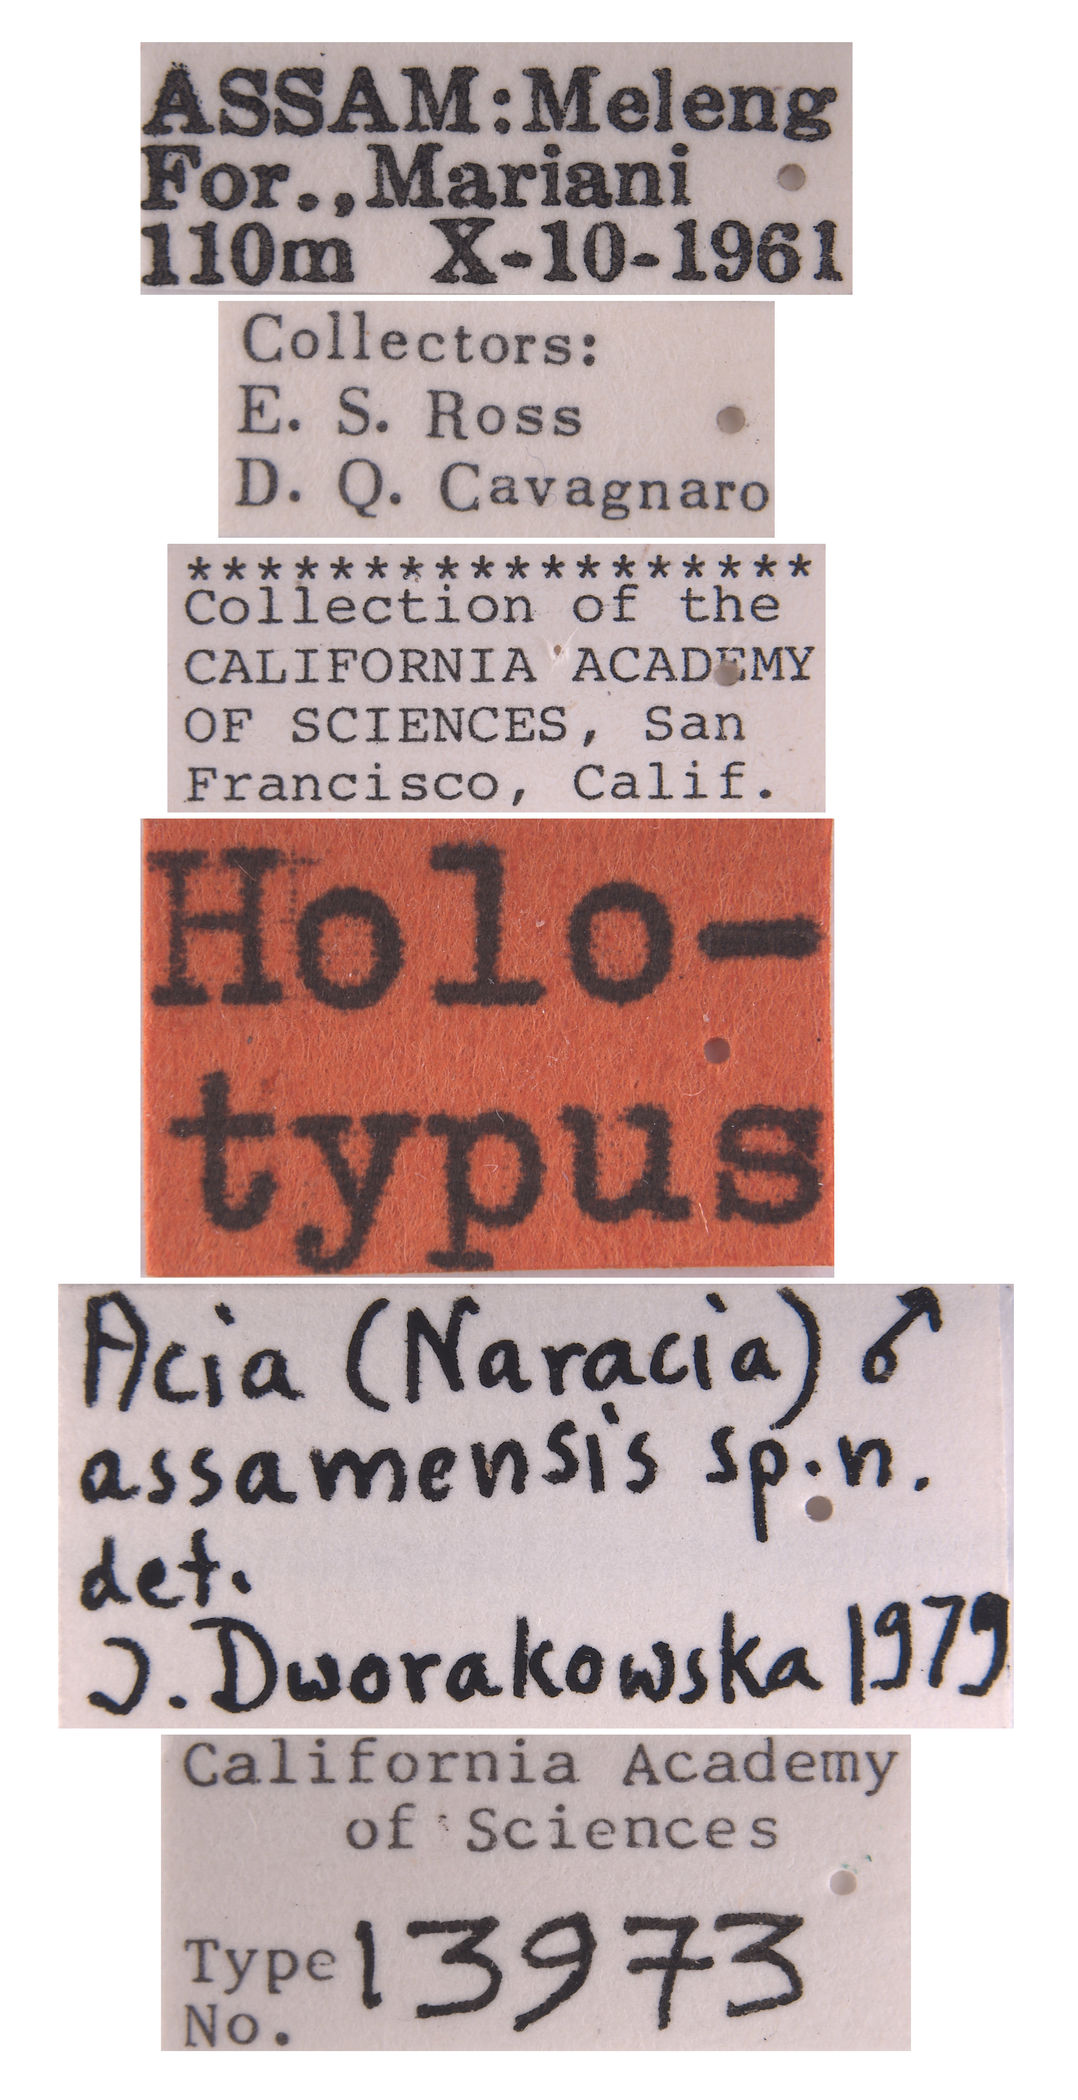 ASSAM:Meleng
For.,Mariani
110m X-10-1961
Collectors:
E. S. Ross
D. Q. Cavagnaro
******************
Collection of the
CALIFORNIA ACADEMY
OF SCIENCES, San
Francisco, Calif.
Holo-
typus
Acia (Naracia) ♂
assamensis sp.n.
det.
J. Dworakowska 1979
California Academy
of Sciences
Type 13973
No.